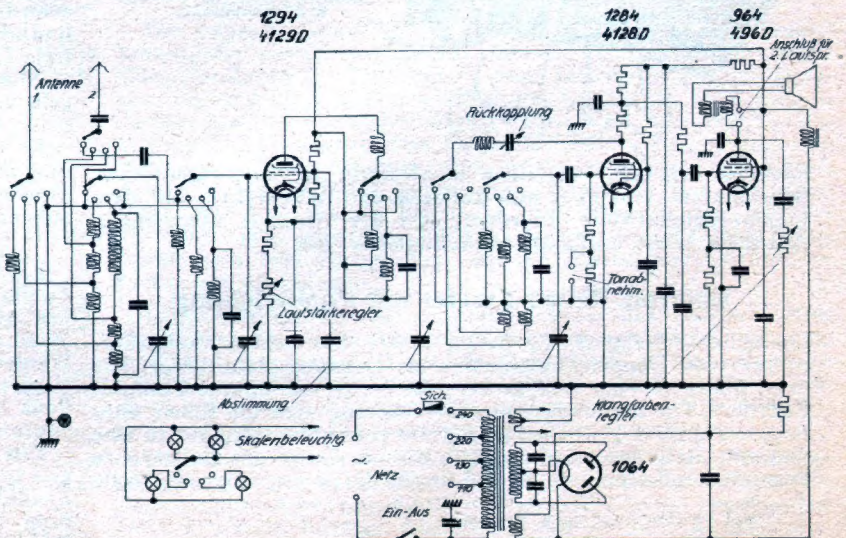 1294
4129D
1284
4128D
964
496D
Anschluß für
2. Lautspr.
Antenne
1
2
Rückkopplung
Tonab-
nehm.
Lautstärkeregler
Abstimmung
Sich.
Klangfarben-
regler
Skalenbeleuchtg.
240
220
130
110
Netz
~
1064
Ein-Aus